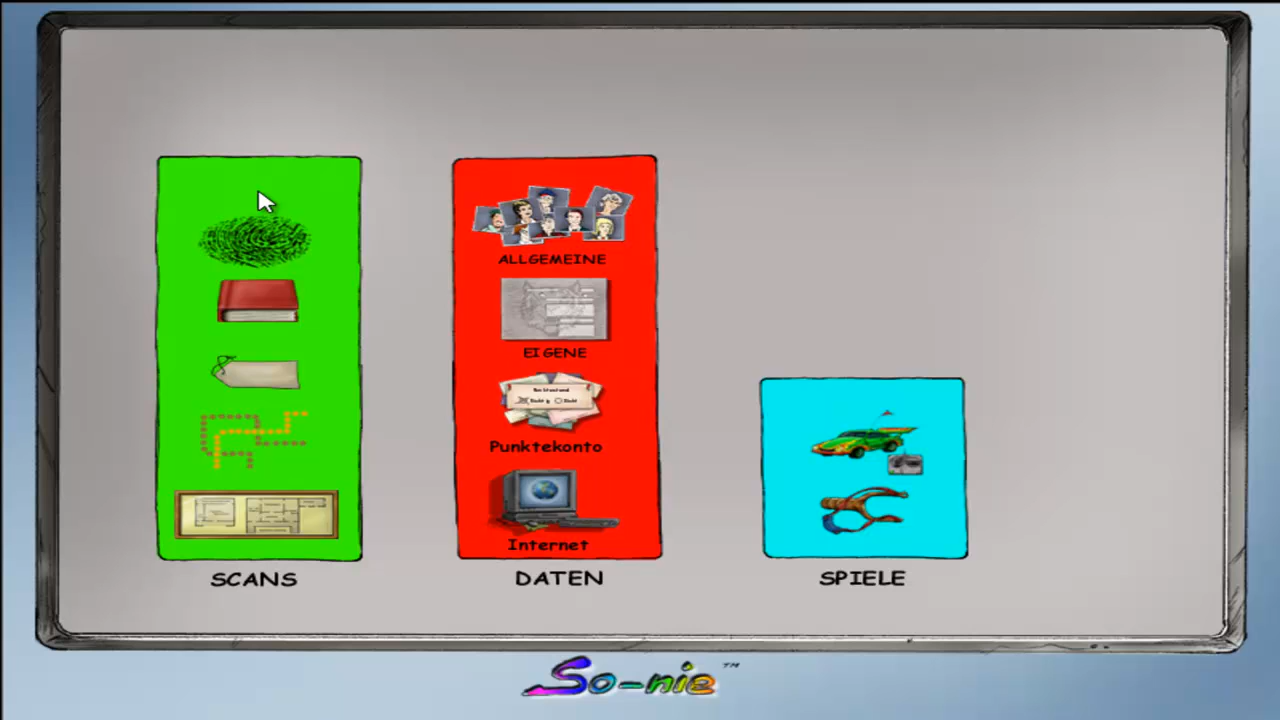 ALLGEMEINE
EIGENE
Punktekonto
Internet
SCANS
DATEN
SPIELE
So-nie™